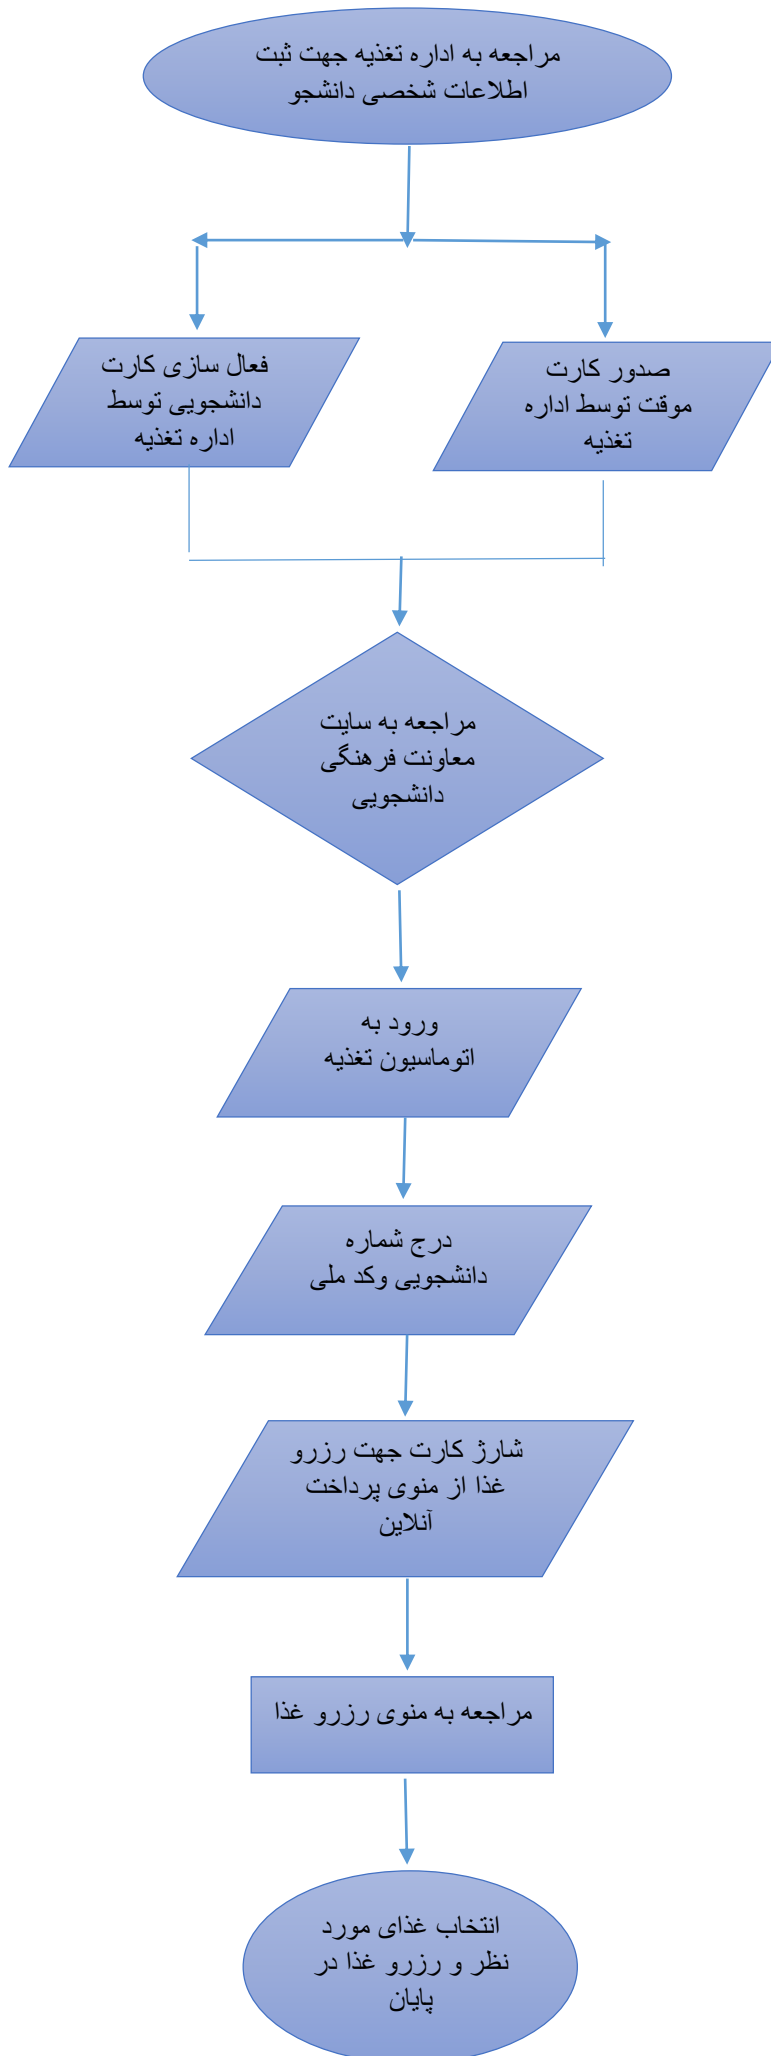 مراجعه به اداره تغذیه جهت ثبت
اطلاعات شخصی دانشجو
صدور کارت
موقت توسط اداره
تغذیه
فعال سازی کارت
دانشجویی توسط
اداره تغذیه
مراجعه به سایت
معاونت فرهنگی
دانشجویی
ورود به
اتوماسیون تغذیه
درج شماره
دانشجویی وکد ملی
شارژ کارت جهت رزرو
غذا از منوی پرداخت
آنلاین
مراجعه به منوی رزرو غذا
انتخاب غذای مورد
نظر و رزرو غذا در
پایان